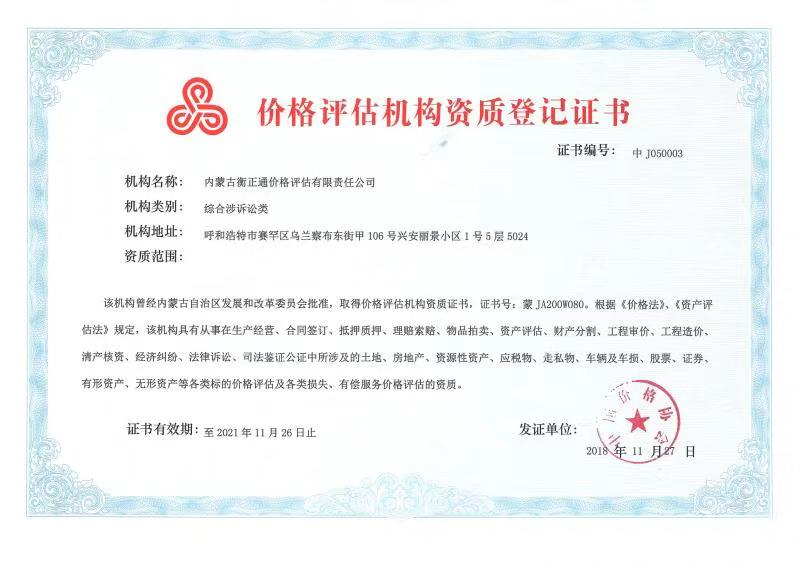 价格评估机构资质登记证书
证书编号: 中 J050003
机构名称: 内蒙古衡正通价格评估有限责任公司
机构类别: 综合涉诉讼类
机构地址: 呼和浩特市赛罕区乌兰察布东街甲 106 号兴安丽景小区 1 号 5 层 5024
资质范围:
该机构曾经内蒙古自治区发展和改革委员会批准，取得价格评估机构资质证书，证书号：蒙 JA200W080。根据《价格法》、《资产评
估法》规定，该机构具有从事在生产经营、合同签订、抵押质押、理赔索赔、物品拍卖、资产评估、财产分割、工程审价、工程造价、
清产核资、经济纠纷、法律诉讼、司法鉴证公证中所涉及的土地、房地产、资源性资产、应税物、走私物、车辆及车损、股票、证券、
有形资产、无形资产等各类标的价格评估及各类损失、有偿服务价格评估的资质。
中国价格协会
证书有效期: 至 2021 年 11 月 26 日止 发证单位:
2018 年 11 月 27 日